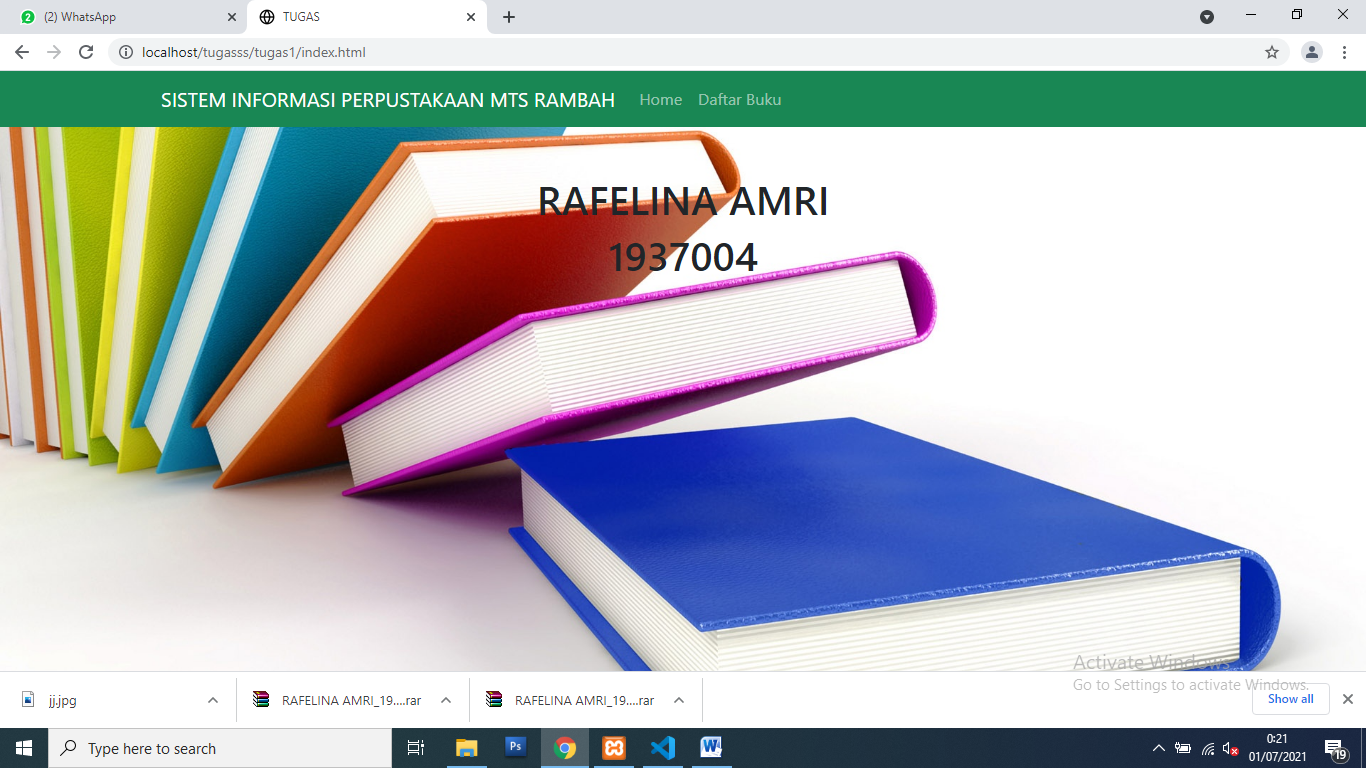 (2) WhatsApp
TUGAS
localhost/tugasss/tugas1/index.html
SISTEM INFORMASI PERPUSTAKAAN MTS RAMBAH Home Daftar Buku
RAFELINA AMRI
1937004
Activate Windows
Go to Settings to activate Windows.
jj.jpg
RAFELINA AMRI_19....rar
RAFELINA AMRI_19....rar
Show all
Type here to search
Ps
0:21
01/07/2021
19